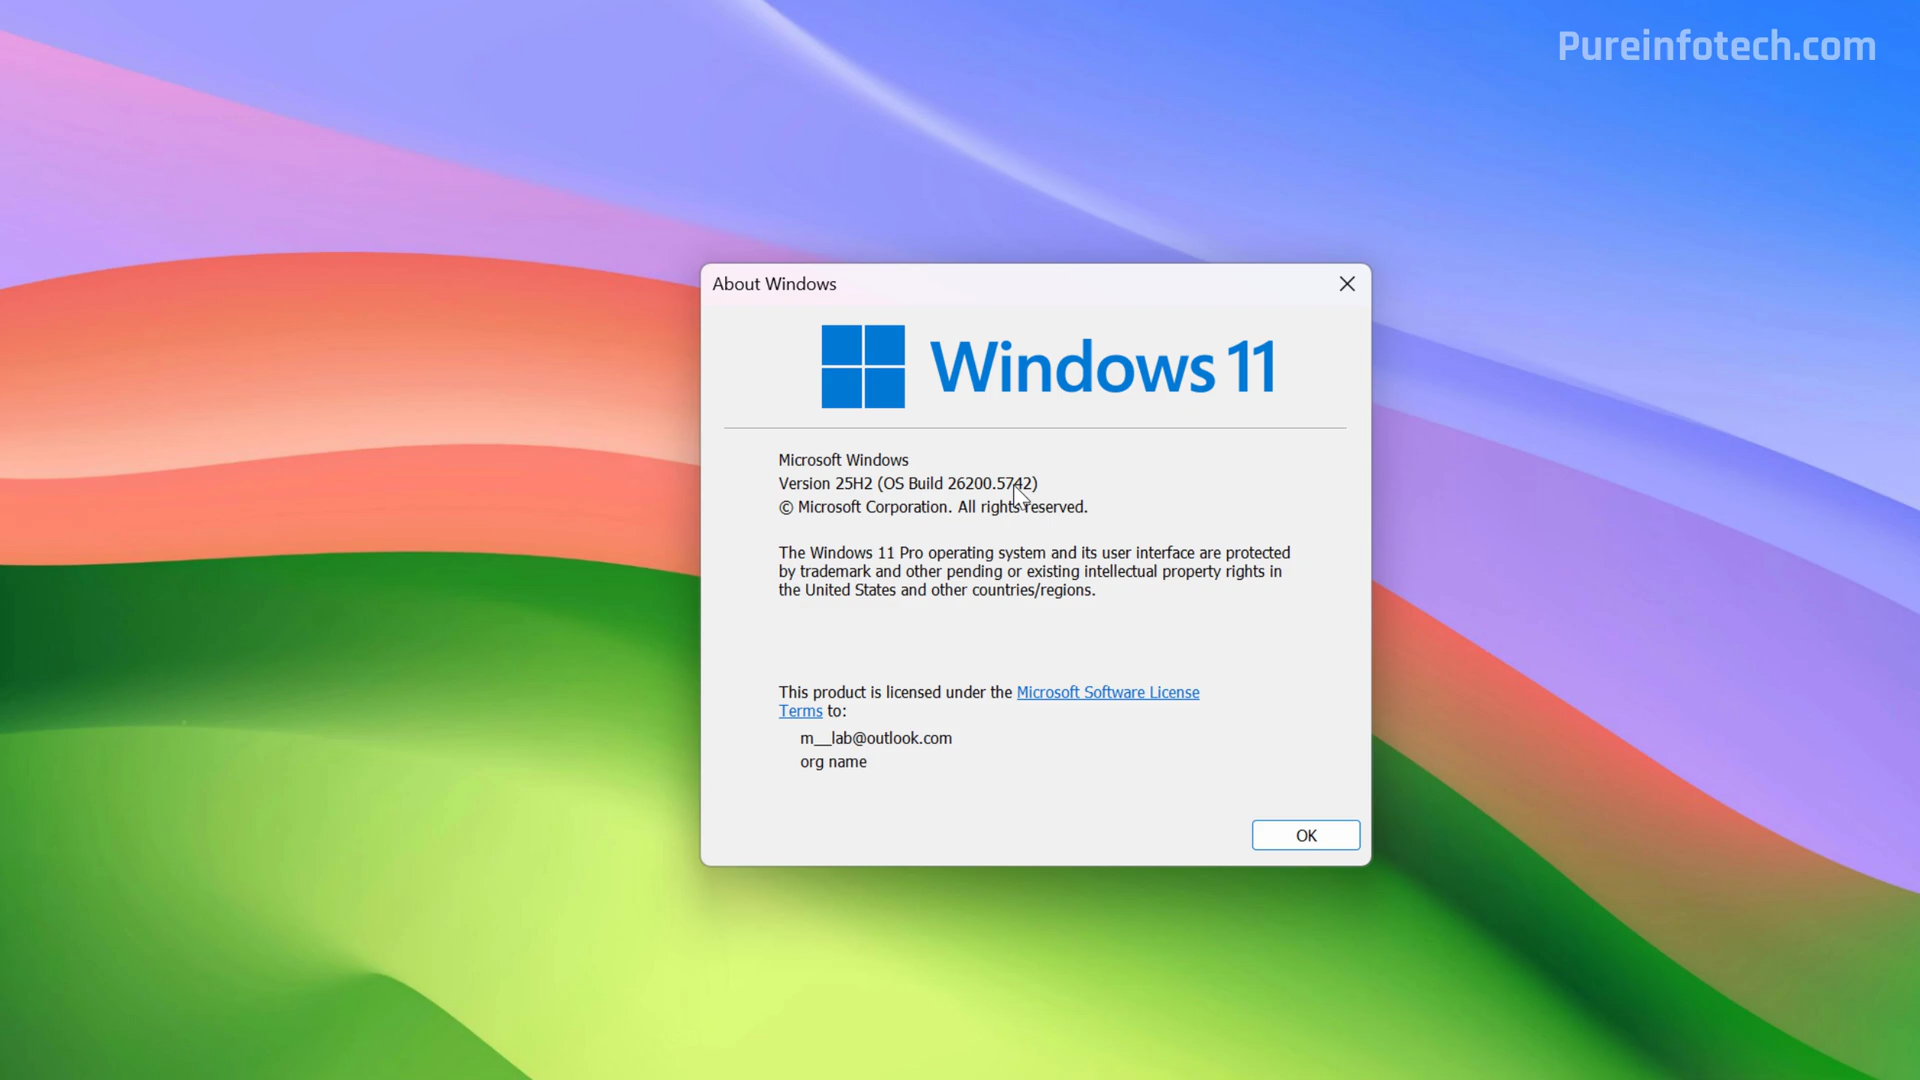 Pureinfotech.com
About Windows
Windows 11
Microsoft Windows
Version 25H2 (OS Build 26200.5742)
© Microsoft Corporation. All rights reserved.
The Windows 11 Pro operating system and its user interface are protected
by trademark and other pending or existing intellectual property rights in
the United States and other countries/regions.
This product is licensed under the Microsoft Software License
Terms to:
m__lab@outlook.com
org name
OK